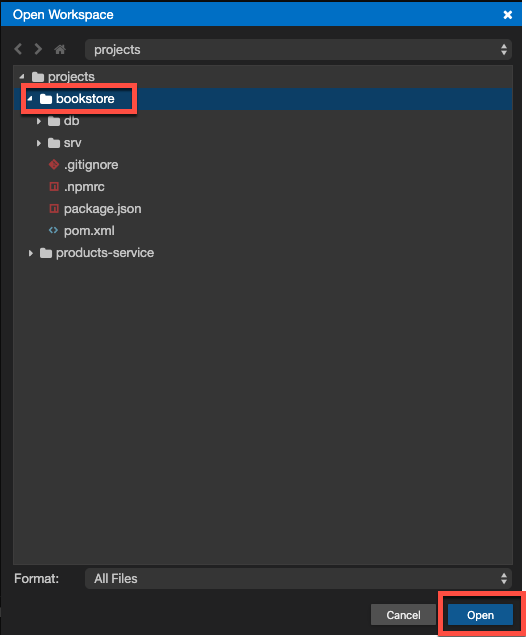 Open Workspace
projects
projects
bookstore
db
srv
.gitignore
.npmrc
package.json
pom.xml
products-service
Format: All Files
Cancel Open